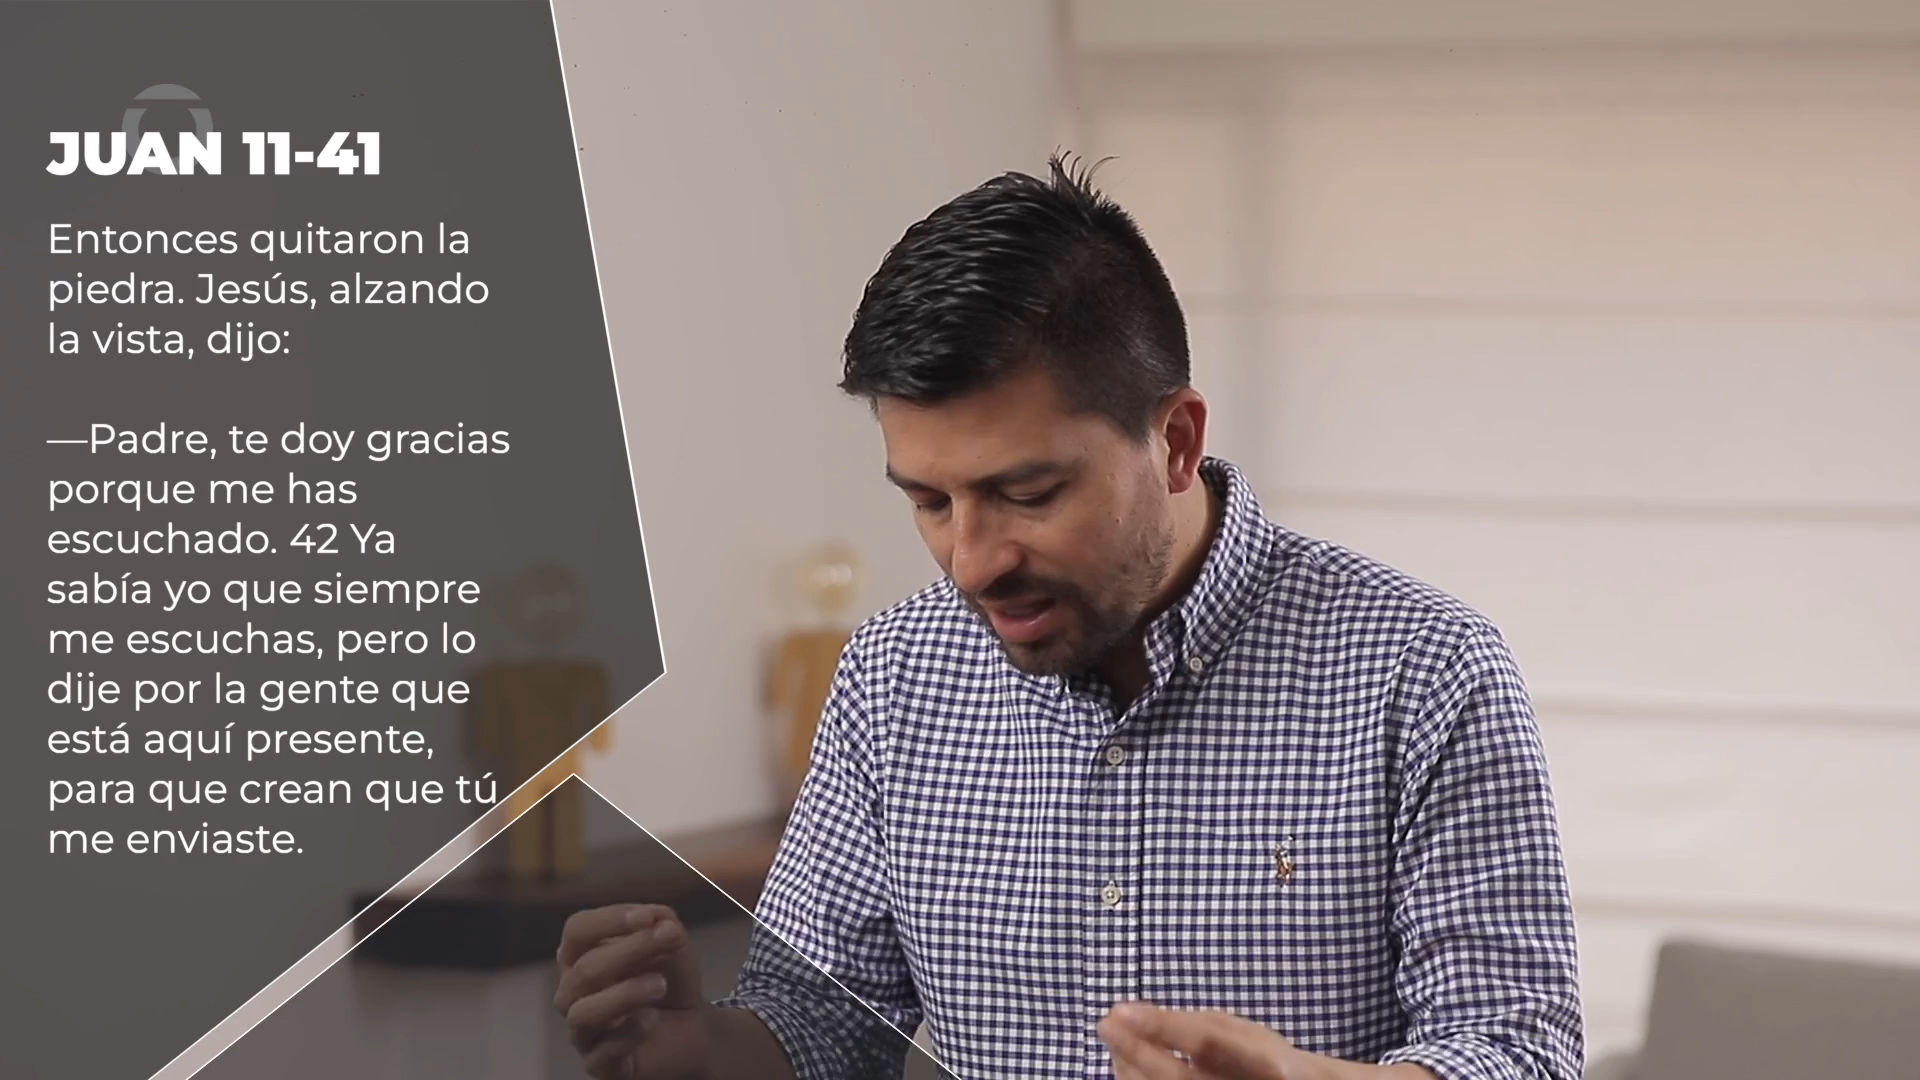 JUAN 11-41
Entonces quitaron la
piedra. Jesús, alzando
la vista, dijo:
—Padre, te doy gracias
porque me has
escuchado. 42 Ya
sabía yo que siempre
me escuchas, pero lo
dije por la gente que
está aquí presente,
para que crean que tú
me enviaste.